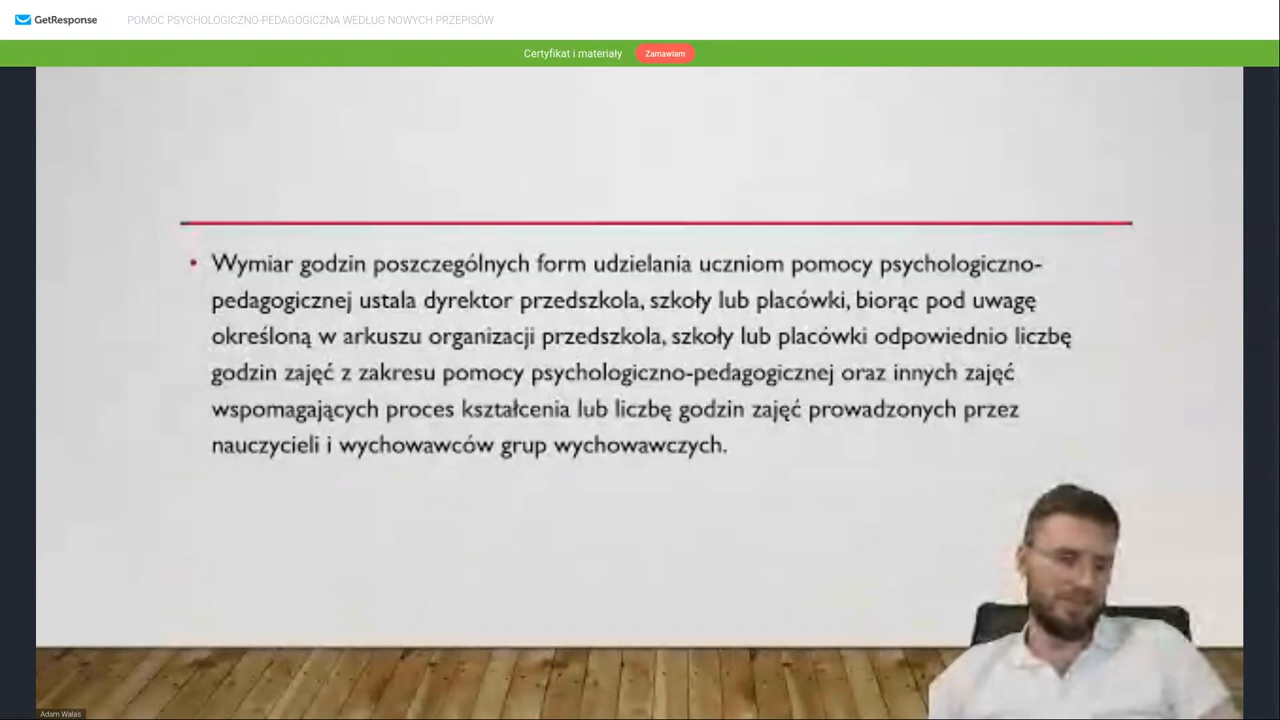 GetResponse POMOC PSYCHOLOGICZNO-PEDAGOGICZNA WEDŁUG NOWYCH PRZEPISÓW
Certyfikat i materiały Zamawiam
• Wymiar godzin poszczególnych form udzielania uczniom pomocy psychologiczno-
pedagogicznej ustala dyrektor przedszkola, szkoły lub placówki, biorąc pod uwagę
określoną w arkuszu organizacji przedszkola, szkoły lub placówki odpowiednio liczbę
godzin zajęć z zakresu pomocy psychologiczno-pedagogicznej oraz innych zajęć
wspomagających proces kształcenia lub liczbę godzin zajęć prowadzonych przez
nauczycieli i wychowawców grup wychowawczych.
Adam Walas